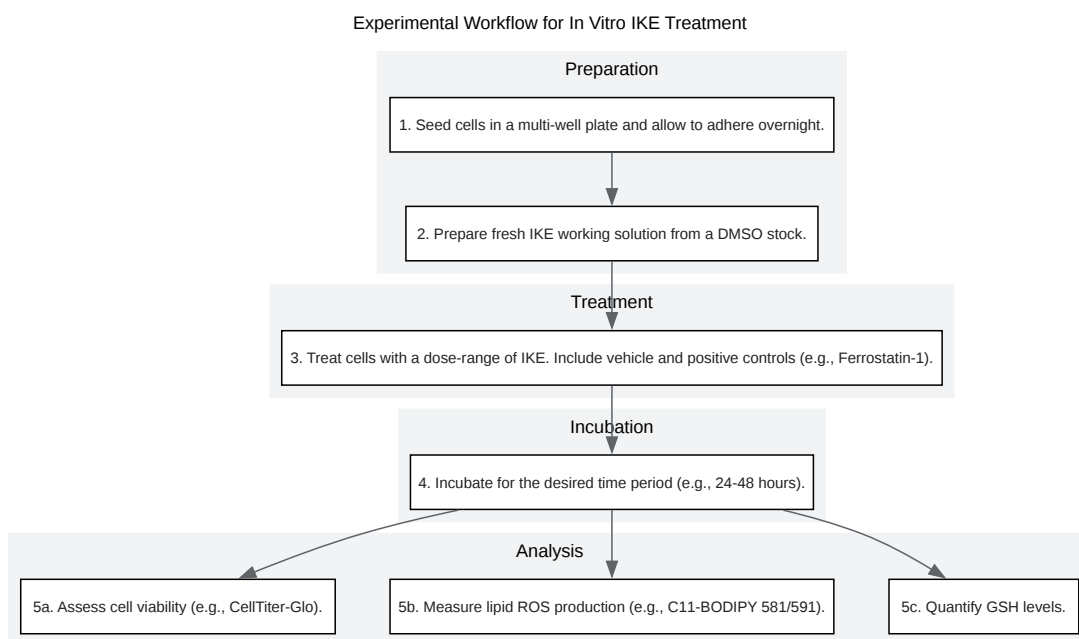 Experimental Workflow for In Vitro IKE Treatment
Preparation
1. Seed cells in a multi-well plate and allow to adhere overnight.
2. Prepare fresh IKE working solution from a DMSO stock.
Treatment
3. Treat cells with a dose-range of IKE. Include vehicle and positive controls (e.g., Ferrostatin-1).
Incubation
4. Incubate for the desired time period (e.g., 24-48 hours).
Analysis
5a. Assess cell viability (e.g., CellTiter-Glo).
5b. Measure lipid ROS production (e.g., C11-BODIPY 581/591).
5c. Quantify GSH levels.